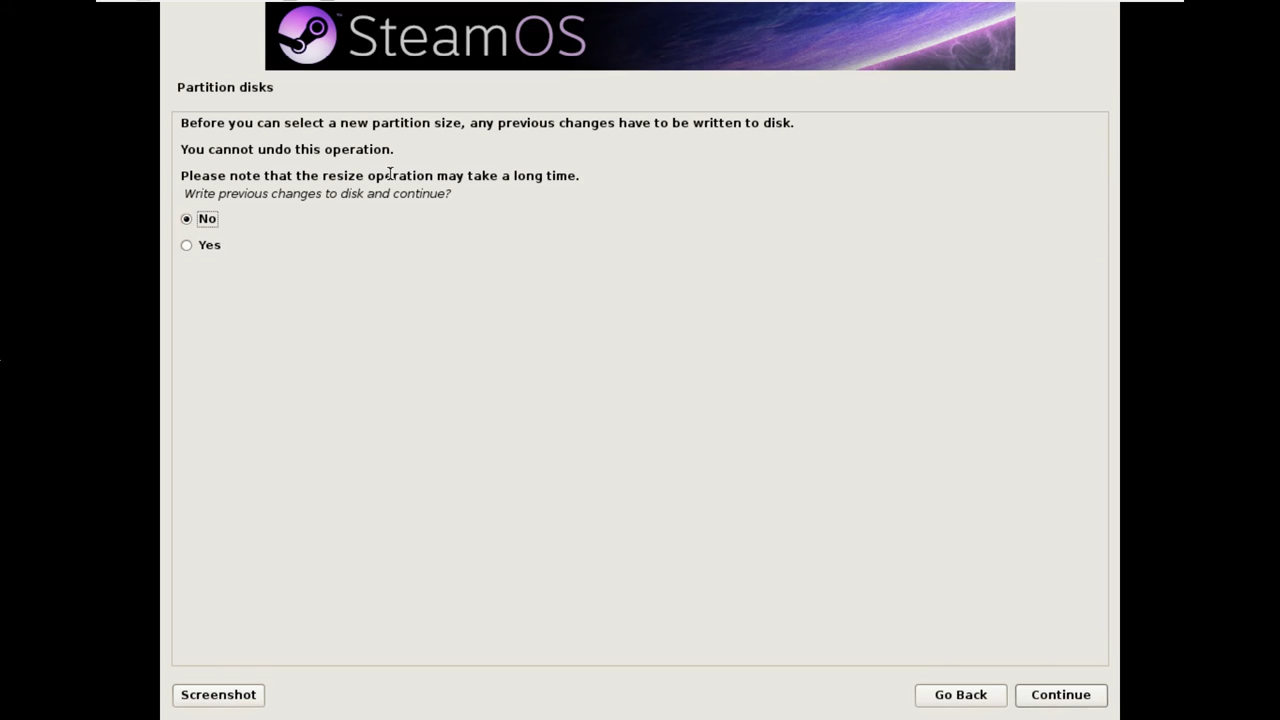 SteamOS
Partition disks
Before you can select a new partition size, any previous changes have to be written to disk.
You cannot undo this operation.
Please note that the resize operation may take a long time.
Write previous changes to disk and continue?
No
Yes
Screenshot
Go Back
Continue